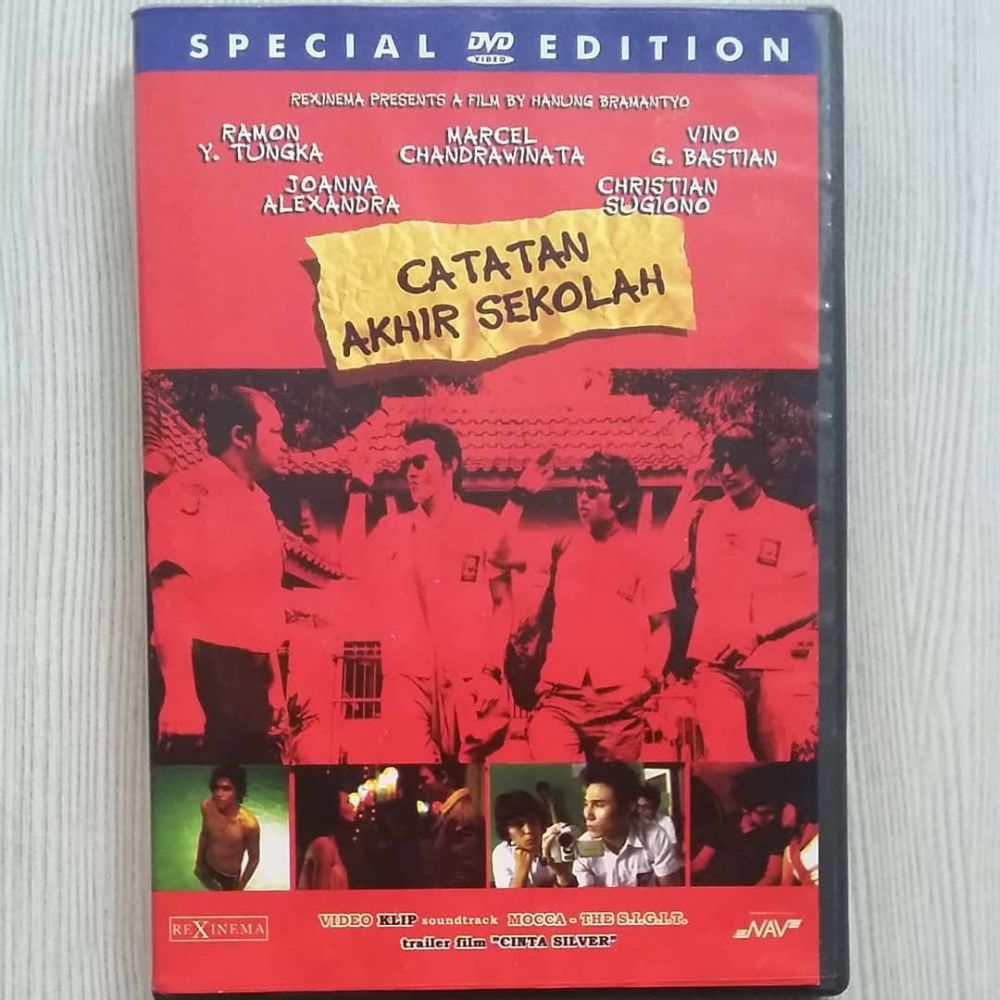 SPECIAL DVD VIDEO EDITION
REXINEMA PRESENTS A FILM BY HANUNG BRAMANTYO
RAMON Y. TUNGKA
MARCEL CHANDRAWINATA
VINO G. BASTIAN
JOANNA ALEXANDRA
CHRISTIAN SUGIONO
CATATAN
AKHIR SEKOLAH
REXINEMA
VIDEO KLIP soundtrack MOCCA - THE S.I.G.I.T.
trailer film "CINTA SILVER"
NAV